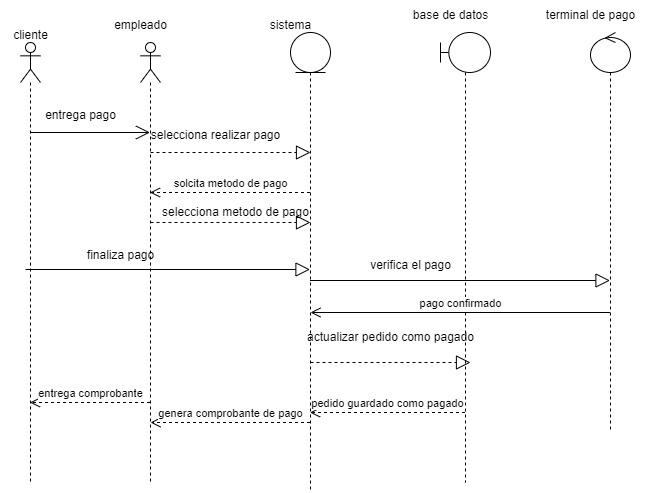 cliente
empleado
sistema
base de datos
terminal de pago
entrega pago
selecciona realizar pago
solcita metodo de pago
selecciona metodo de pago
finaliza pago
verifica el pago
pago confirmado
actualizar pedido como pagado
entrega comprobante
pedido guardado como pagado
genera comprobante de pago